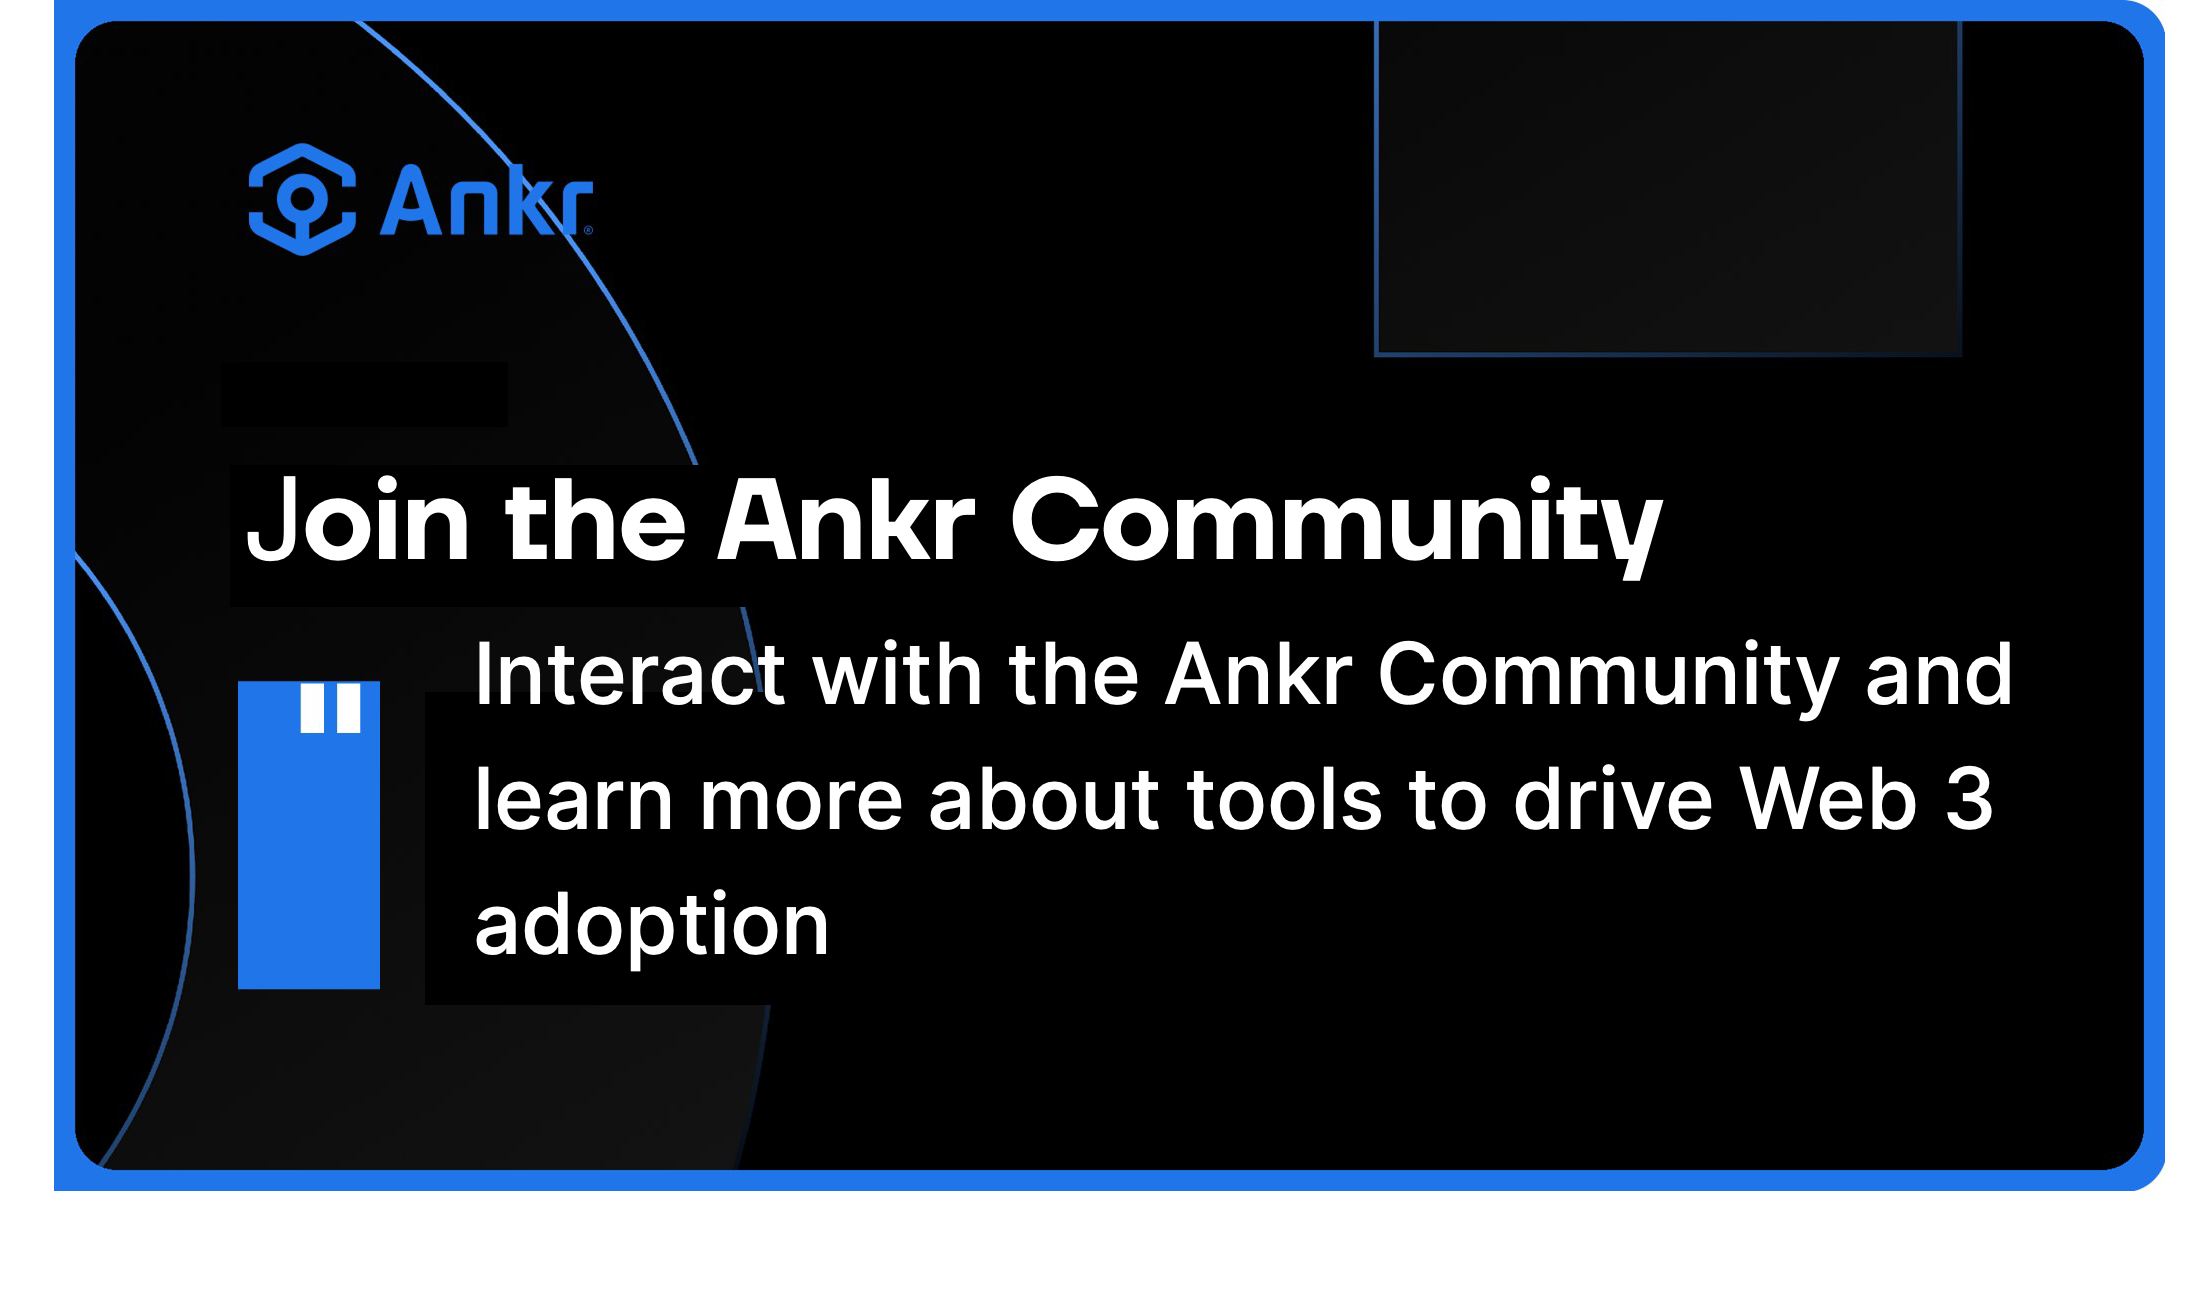 Ankr®
Join the Ankr Community
"
Interact with the Ankr Community and
learn more about tools to drive Web 3
adoption